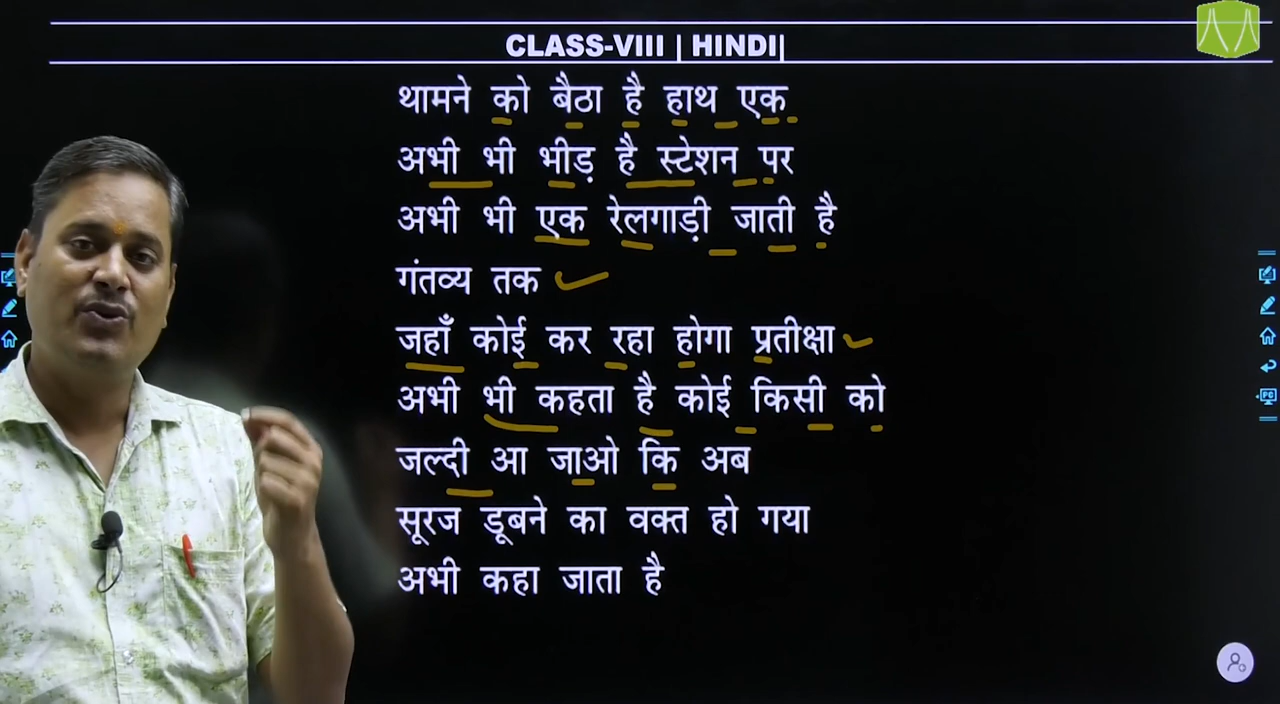 CLASS-VIII | HINDI|
थामने को बैठा है हाथ एक
अभी भी भीड़ है स्टेशन पर
अभी भी एक रेलगाड़ी जाती है
गंतव्य तक
जहाँ कोई कर रहा होगा प्रतीक्षा
अभी भी कहता है कोई किसी को
जल्दी आ जाओ कि अब
सूरज डूबने का वक्त हो गया
अभी कहा जाता है
PC